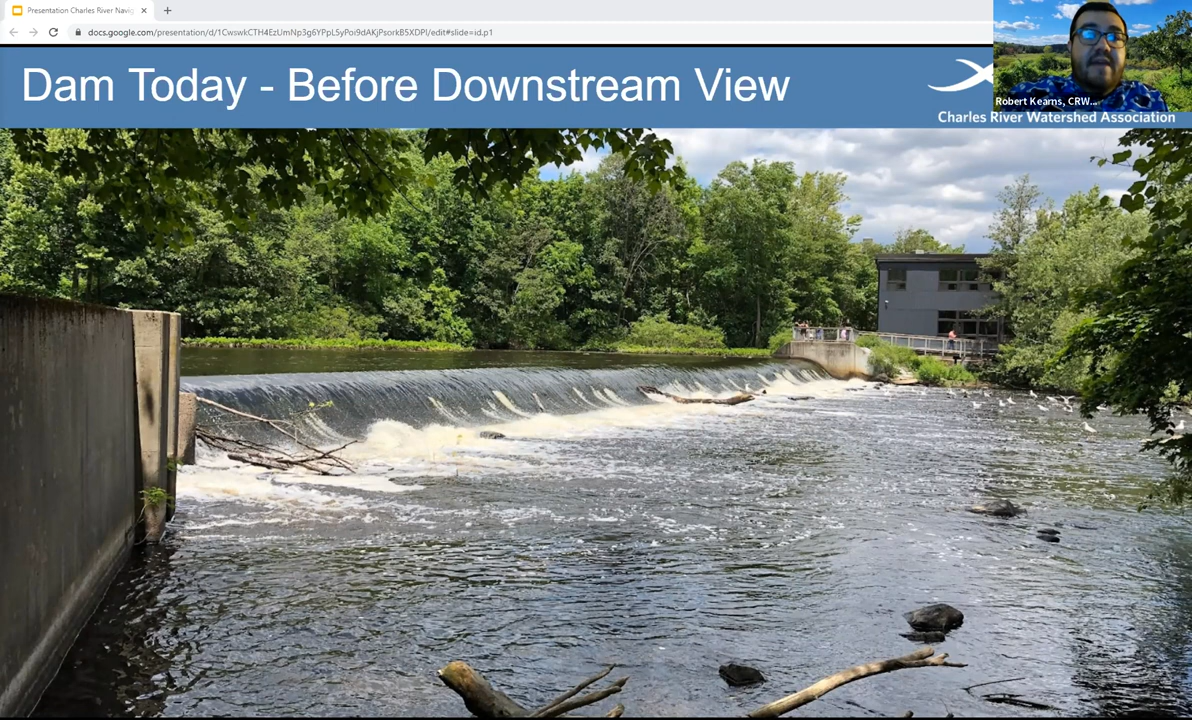 Presentation Charles River Navig
docs.google.com/presentation/d/1CwswkCTH4EzUmNp3g6YPpL5yPoi9dAKjPsorkB5XDPI/edit#slide=id.p1
Dam Today - Before Downstream View
Robert Kearns, CRW...
Charles River Watershed Association